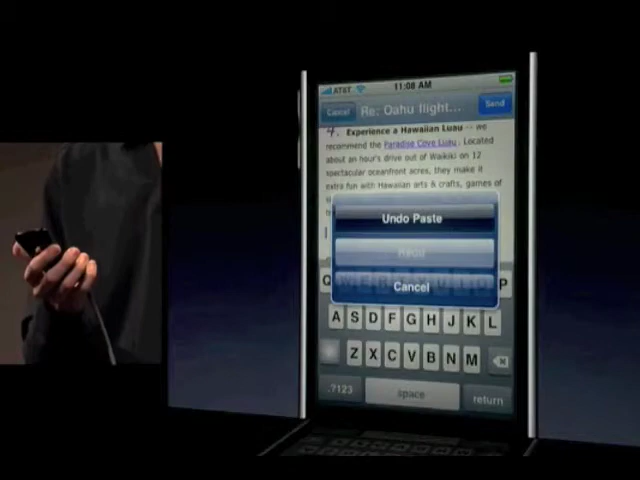 AT&T
11:08 AM
Cancel
Re: Oahu flight...
Send
4. Experience a Hawaiian Luau -- we
recommend the Paradise Cove Luau. Located
about an hour's drive out of Waikiki on 12
spectacular oceanfront acres, they make it
extra fun with Hawaiian arts & crafts, games of
Undo Paste
Redo
Cancel
Q W E R T Y U I O P
A S D F G H J K L
Z X C V B N M
.?123
space
return